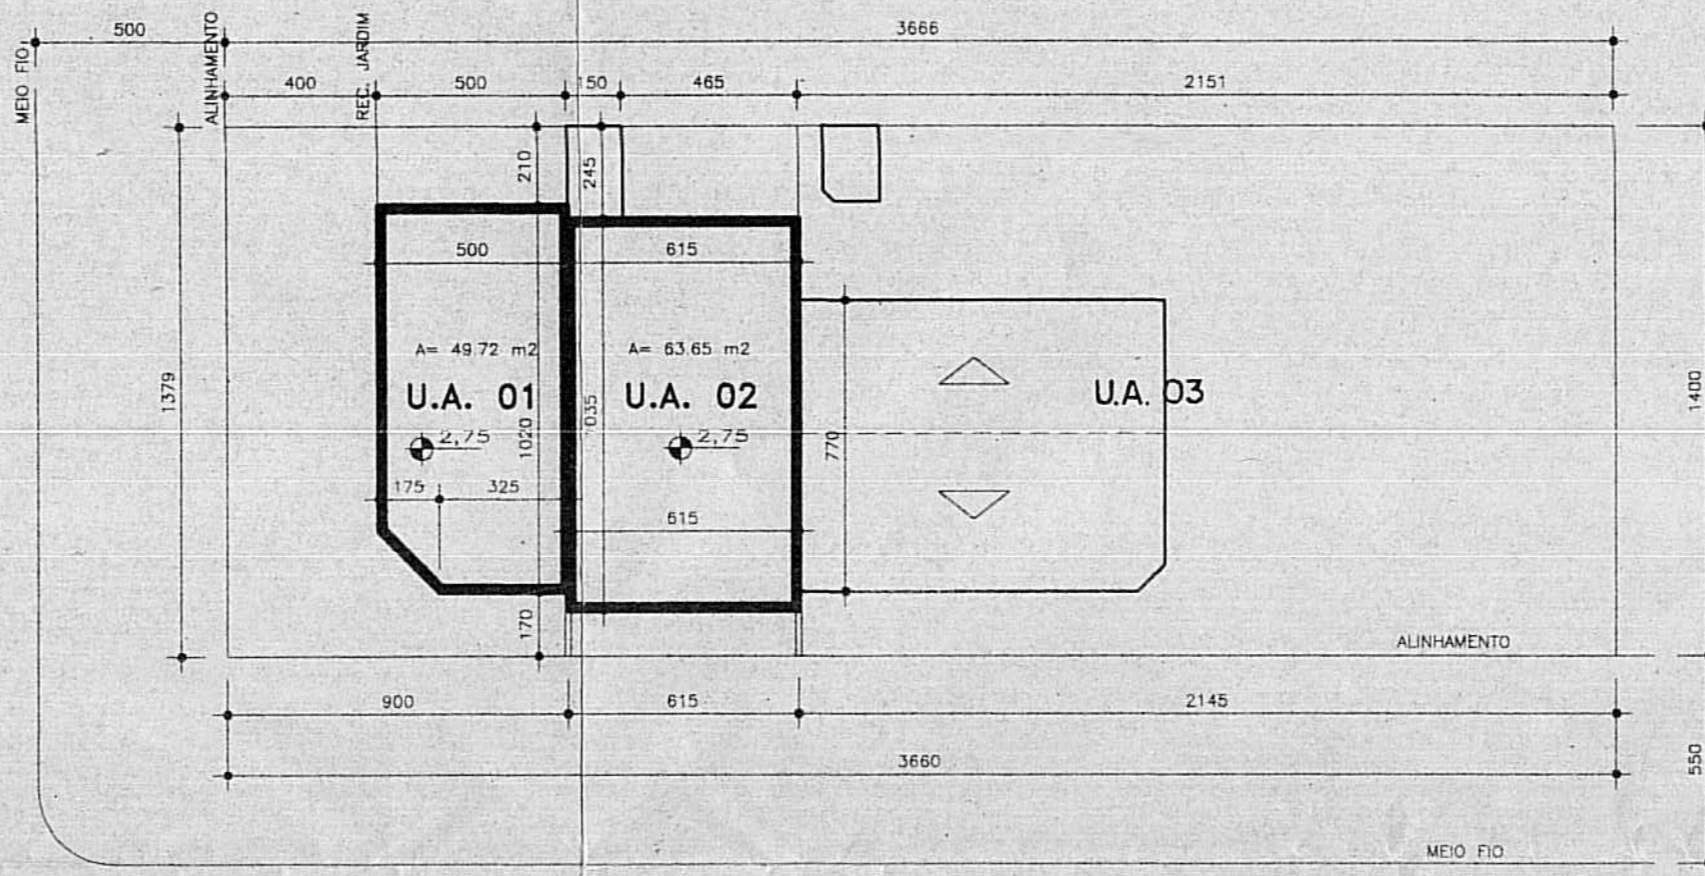 500
3666
MEIO FIO
ALINHAMENTO
REC. JARDIM
400
500
150
465
2151
210
245
500
615
A= 49.72 m2
A= 63.65 m2
U.A. 01
U.A. 02
U.A. 03
1379
1020
1035
770
1400
2,75
2,75
175
325
615
170
ALINHAMENTO
900
615
2145
3660
550
MEIO FIO